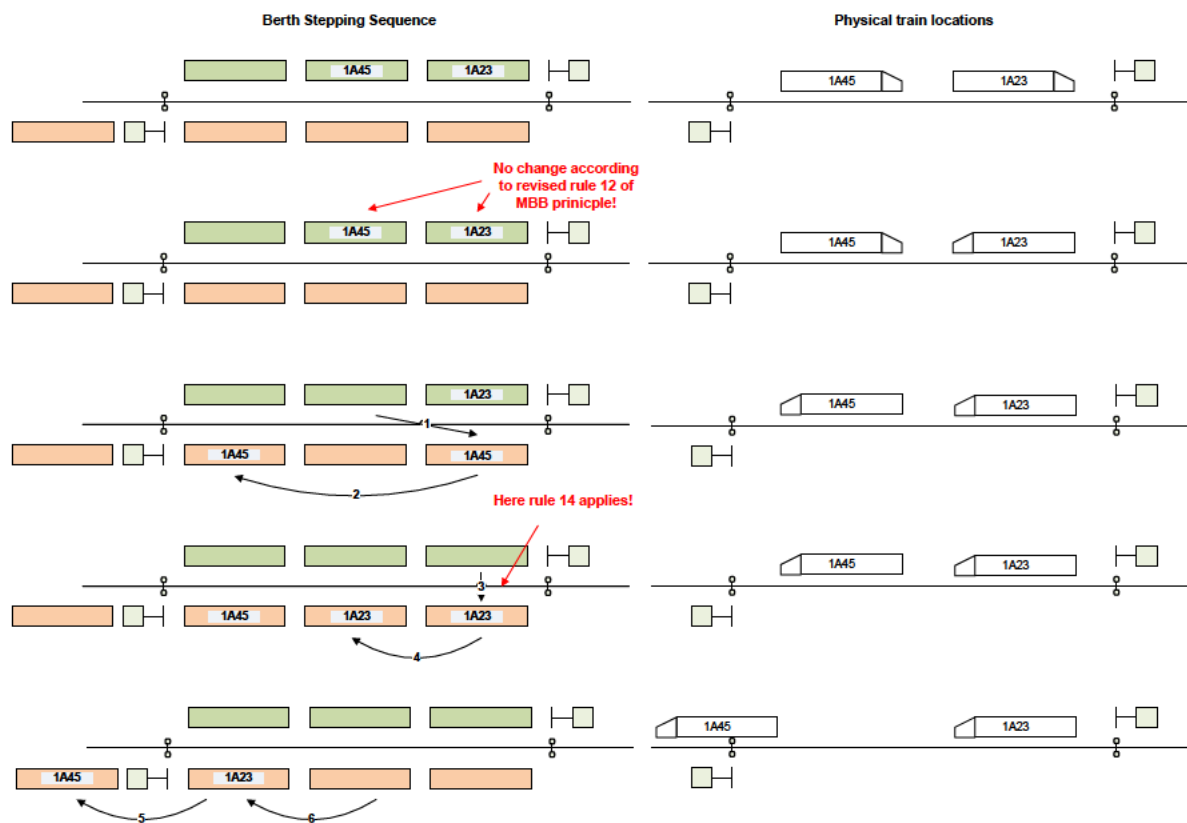 Berth Stepping Sequence
Physical train locations
1A45
1A23
1A45
1A23
No change according
to revised rule 12 of
MBB prinicple!
1A45
1A23
1A45
1A23
1A23
1A45
1A23
1
1A45
1A45
2
Here rule 14 applies!
1A45
1A23
3
1A45
1A23
1A23
4
1A45
1A23
1A45
1A23
5
6